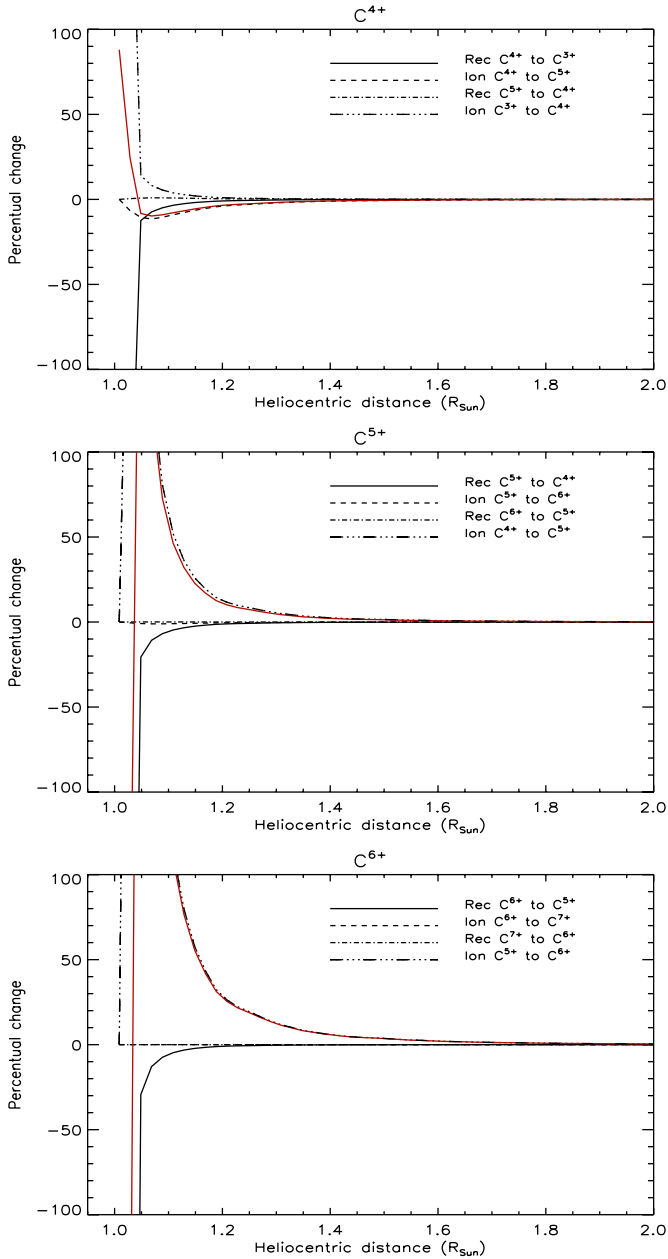 C⁴⁺
100
50
0
−50
−100
Percentual change
Rec C⁴⁺ to C³⁺
Ion C⁴⁺ to C⁵⁺
Rec C⁵⁺ to C⁴⁺
Ion C³⁺ to C⁴⁺
1.0 1.2 1.4 1.6 1.8 2.0
Heliocentric distance (R_Sun)
C⁵⁺
100
50
0
−50
−100
Percentual change
Rec C⁵⁺ to C⁴⁺
Ion C⁵⁺ to C⁶⁺
Rec C⁶⁺ to C⁵⁺
Ion C⁴⁺ to C⁵⁺
1.0 1.2 1.4 1.6 1.8 2.0
Heliocentric distance (R_Sun)
C⁶⁺
100
50
0
−50
−100
Percentual change
Rec C⁶⁺ to C⁵⁺
Ion C⁶⁺ to C⁷⁺
Rec C⁷⁺ to C⁶⁺
Ion C⁵⁺ to C⁶⁺
1.0 1.2 1.4 1.6 1.8 2.0
Heliocentric distance (R_Sun)